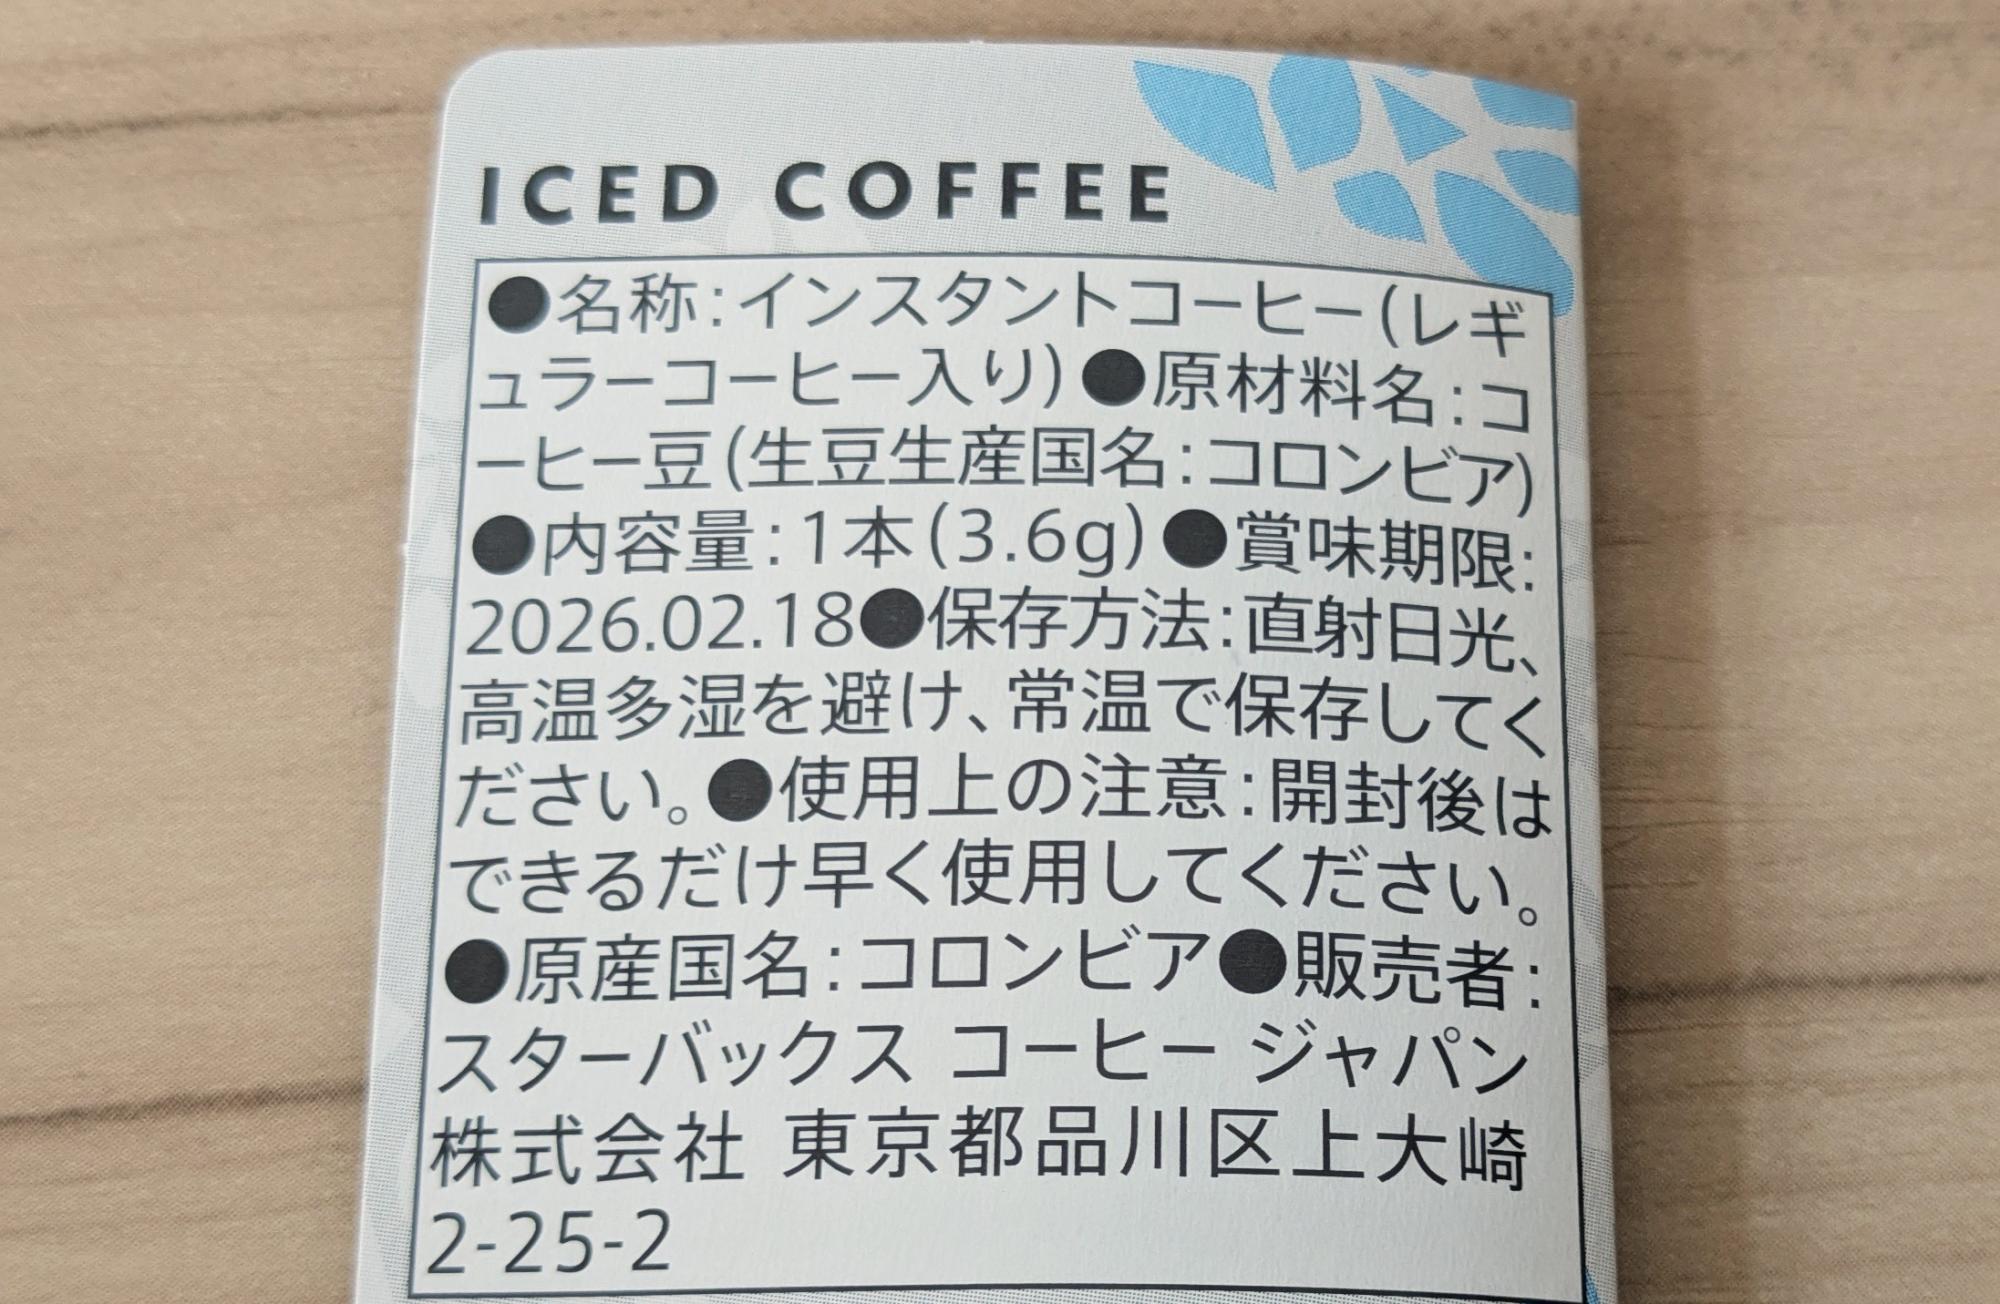 ICED COFFEE
●名称:インスタントコーヒー(レギ
ュラーコーヒー入り)●原材料名:コ
ーヒー豆(生豆生産国名:コロンビア)
●内容量:1本(3.6g)●賞味期限:
2026.02.18●保存方法:直射日光、
高温多湿を避け、常温で保存してく
ださい。●使用上の注意:開封後は
できるだけ早く使用してください。
●原産国名:コロンビア●販売者:
スターバックス コーヒー ジャパン
株式会社 東京都品川区上大崎
2-25-2